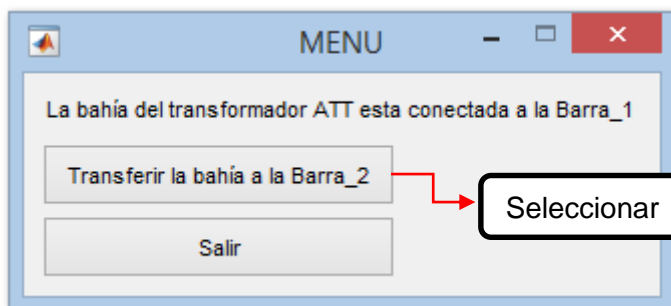 MENU
La bahía del transformador ATT esta conectada a la Barra_1
Transferir la bahía a la Barra_2
Seleccionar
Salir